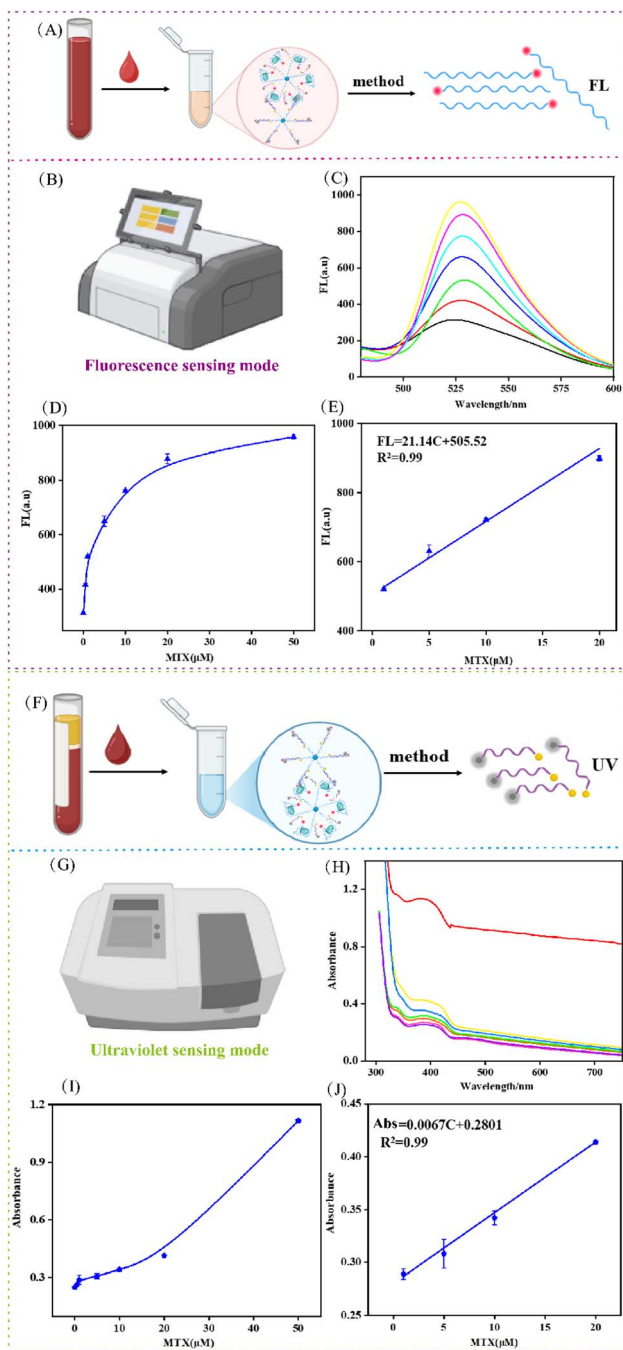 (A)
method
FL
(B)
Fluorescence sensing mode
(C)
1000
800
600
400
200
0
FL(a.u)
500
525
550
575
600
Wavelength/nm
(D)
1000
800
600
400
FL(a.u)
0
10
20
30
40
50
MTX(μM)
(E)
FL=21.14C+505.52
R²=0.99
1000
800
600
400
FL(a.u)
0
5
10
15
20
MTX(μM)
(F)
method
UV
(G)
Ultraviolet sensing mode
(H)
1.2
0.8
0.4
0.0
Absorbance
300
400
500
600
700
Wavelength/nm
(I)
1.2
0.9
0.6
0.3
Absorbance
0
10
20
30
40
50
MTX(μM)
(J)
Abs=0.0067C+0.2801
R²=0.99
0.45
0.40
0.35
0.30
0.25
Absorbance
0
5
10
15
20
MTX(μM)